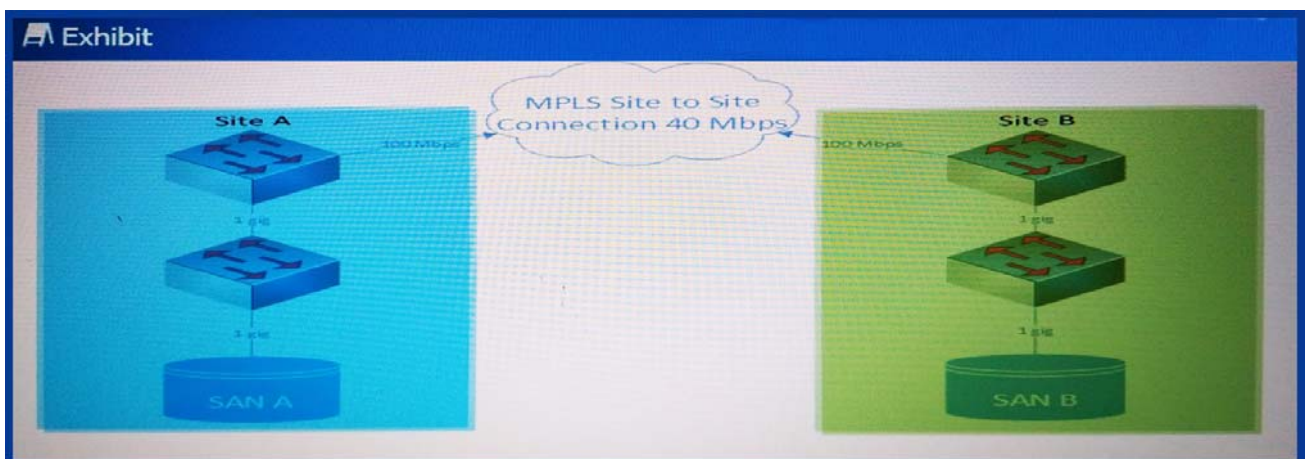 Exhibit
MPLS Site to Site
Connection 40 Mbps
Site A
Site B
100 Mbps
100 Mbps
1 gig
1 gig
1 gig
1 gig
SAN A
SAN B